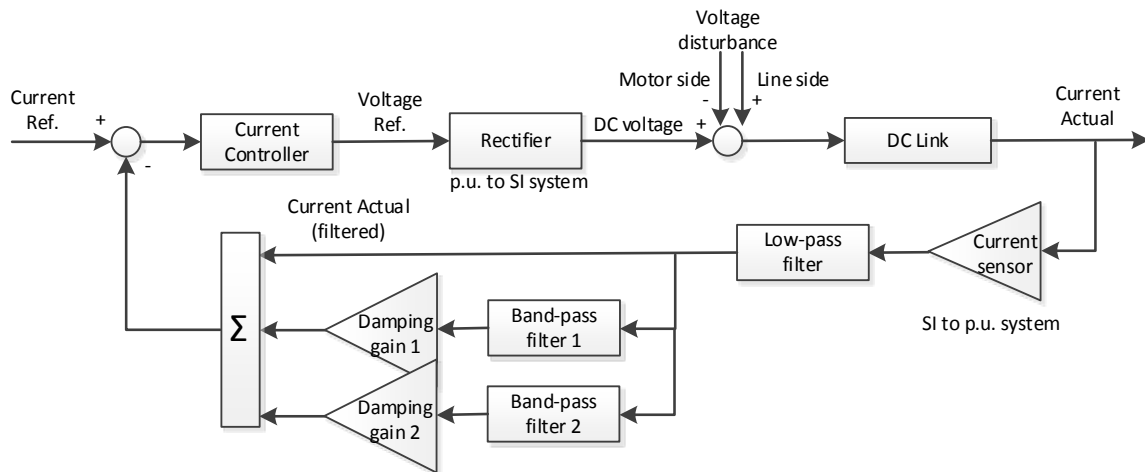 Voltage
disturbance
Motor side
Line side
-
+
Current
Ref.
+
-
Current
Controller
Voltage
Ref.
Rectifier
p.u. to SI system
DC voltage
+
DC Link
Current
Actual
Current Actual
(filtered)
Low-pass
filter
Current
sensor
SI to p.u. system
Σ
Damping
gain 1
Band-pass
filter 1
Damping
gain 2
Band-pass
filter 2